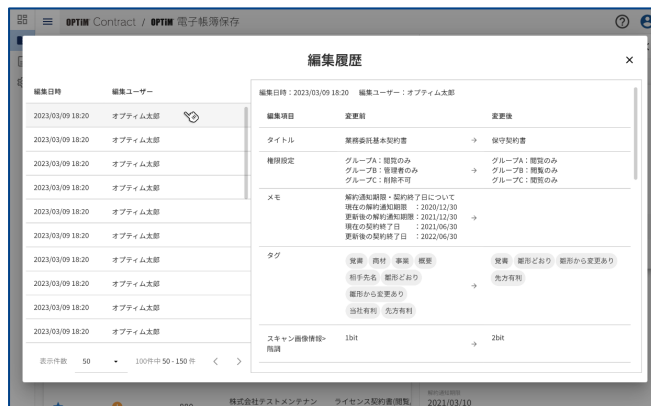 OPTiM Contract / OPTiM 電子帳簿保存
編集履歴
編集日時 編集ユーザー
2023/03/09 18:20 オプティム太郎
2023/03/09 18:20 オプティム太郎
2023/03/09 18:20 オプティム太郎
2023/03/09 18:20 オプティム太郎
2023/03/09 18:20 オプティム太郎
2023/03/09 18:20 オプティム太郎
2023/03/09 18:20 オプティム太郎
2023/03/09 18:20 オプティム太郎
2023/03/09 18:20 オプティム太郎
2023/03/09 18:20 オプティム太郎
表示件数 50 100件中 50 - 150 件
編集日時：2023/03/09 18:20 編集ユーザー：オプティム太郎
編集項目 変更前 変更後
タイトル 業務委託基本契約書 → 保守契約書
権限設定 グループA：閲覧のみ グループA：閲覧のみ
グループB：管理者のみ → グループB：閲覧のみ
グループC：削除不可 グループC：閲覧のみ
メモ 解約通知期限・契約終了日について
現在の解約通知期限 ：2020/12/30
更新後の解約通知期限：2021/12/30 →
現在の契約終了日 ：2021/06/30
更新後の契約終了日 ：2022/06/30
タグ 覚書 商材 事業 概要 覚書 雛形どおり 雛形から変更あり
相手先名 雛形どおり → 先方有利
雛形から変更あり
当社有利 先方有利
スキャン画像情報> 1bit → 2bit
階調
解約通知期限
株式会社テストメンテナン ライセンス契約書(閲覧, 2021/03/10